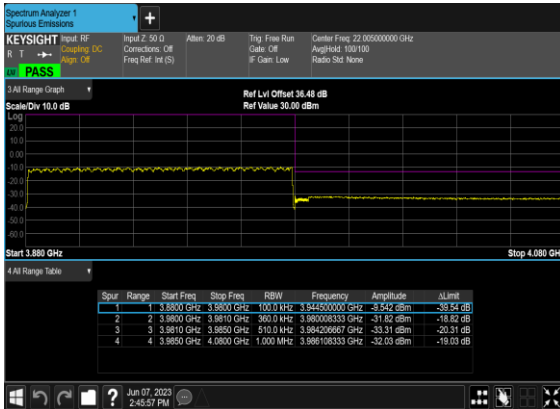 Spectrum Analyzer 1
Spurious Emissions
+
KEYSIGHT Input: RF Input Z: 50 Ω Atten: 20 dB Trig: Free Run Center Freq: 22.005000000 GHz
R T Coupling: DC Corrections: Off Gate: Off Avg|Hold: 100/100
Align: Off Freq Ref: Int (S) IF Gain: Low Radio Std: None
PASS
3 All Range Graph
Ref Lvl Offset 36.48 dB
Scale/Div 10.0 dB Ref Value 30.00 dBm
Log
20.0
10.0
0.00
-10.0
-20.0
-30.0
-40.0
-50.0
-60.0
Start 3.880 GHz Stop 4.080 GH
4 All Range Table
Spur Range Start Freq Stop Freq RBW Frequency Amplitude ΔLimit
1 1 3.8800 GHz 3.9800 GHz 100.0 kHz 3.944500000 GHz -9.542 dBm -39.54 dB
2 2 3.9800 GHz 3.9810 GHz 360.0 kHz 3.980008333 GHz -31.82 dBm -18.82 dB
3 3 3.9810 GHz 3.9850 GHz 510.0 kHz 3.984206667 GHz -33.31 dBm -20.31 dB
4 4 3.9850 GHz 4.0800 GHz 1.000 MHz 3.986108333 GHz -32.03 dBm -19.03 dB
? Jun 07, 2023
2:45:57 PM